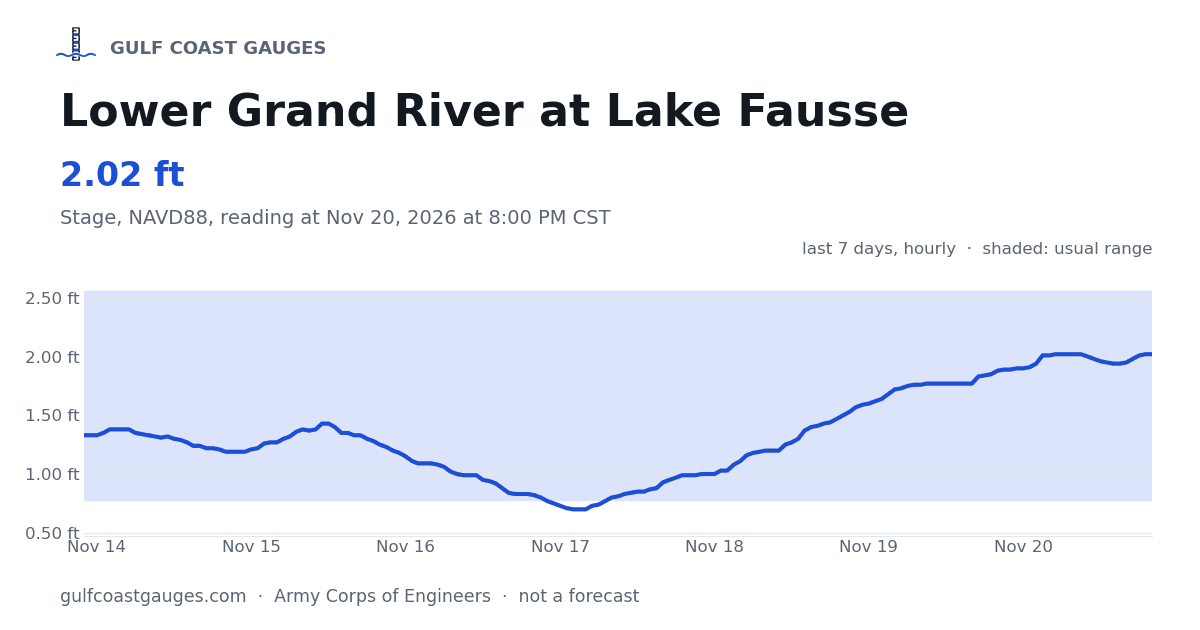 GULF COAST GAUGES
Lower Grand River at Lake Fausse
2.02 ft
Stage, NAVD88, reading at Nov 20, 2026 at 8:00 PM CST
last 7 days, hourly · shaded: usual range
2.50 ft
2.00 ft
1.50 ft
1.00 ft
0.50 ft
Nov 14 Nov 15 Nov 16 Nov 17 Nov 18 Nov 19 Nov 20
gulfcoastgauges.com · Army Corps of Engineers · not a forecast